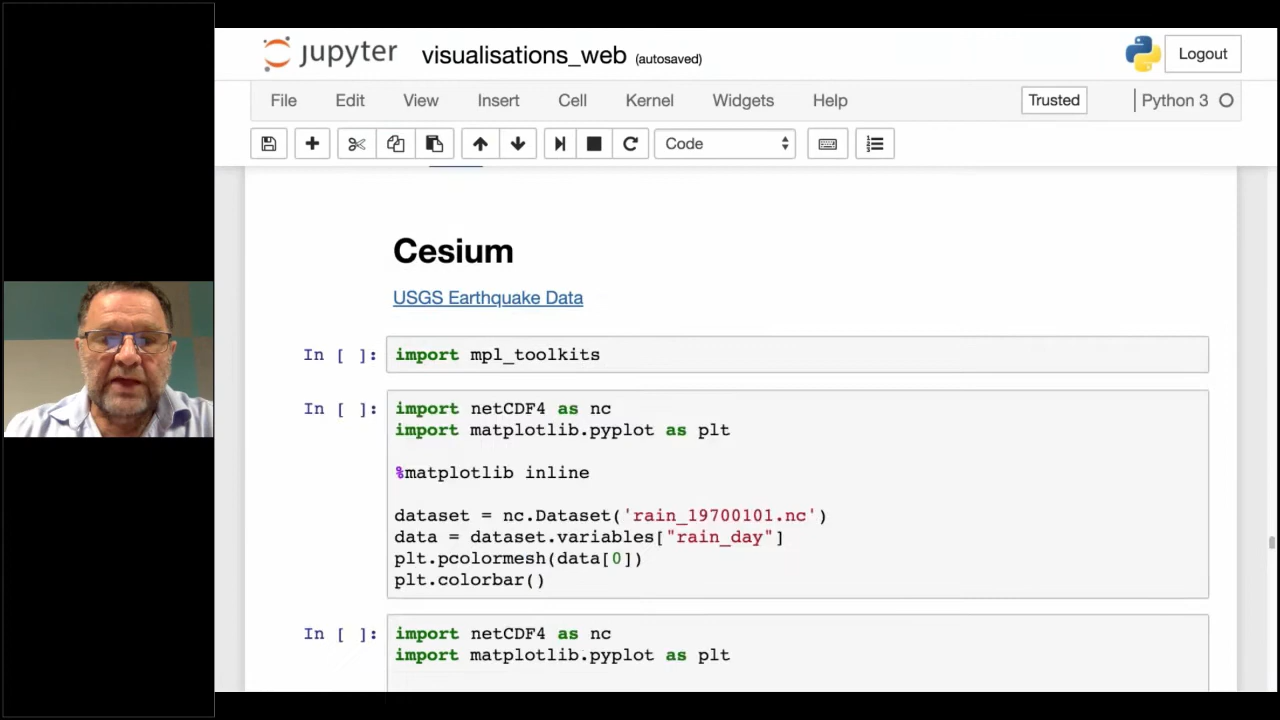 jupyter visualisations_web (autosaved) Logout
File Edit View Insert Cell Kernel Widgets Help Trusted Python 3
Code
Cesium
USGS Earthquake Data
In [ ]: import mpl_toolkits
In [ ]: import netCDF4 as nc
import matplotlib.pyplot as plt
%matplotlib inline
dataset = nc.Dataset('rain_19700101.nc')
data = dataset.variables["rain_day"]
plt.pcolormesh(data[0])
plt.colorbar()
In [ ]: import netCDF4 as nc
import matplotlib.pyplot as plt